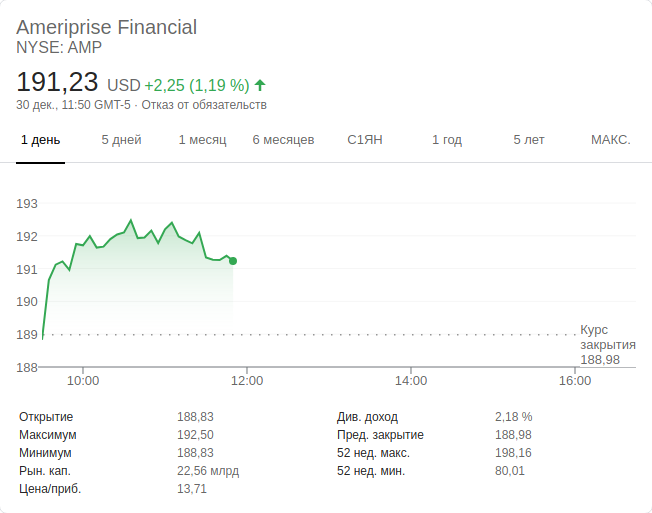 Ameriprise Financial
NYSE: AMP
191,23 USD +2,25 (1,19 %)
30 дек., 11:50 GMT-5 · Отказ от обязательств
1 день 5 дней 1 месяц 6 месяцев С1ЯН 1 год 5 лет МАКС.
193
192
191
190
189
188
Курс
закрытия
188,98
10:00 12:00 14:00 16:00
Открытие 188,83 Див. доход 2,18 %
Максимум 192,50 Пред. закрытие 188,98
Минимум 188,83 52 нед. макс. 198,16
Рын. кап. 22,56 млрд 52 нед. мин. 80,01
Цена/приб. 13,71